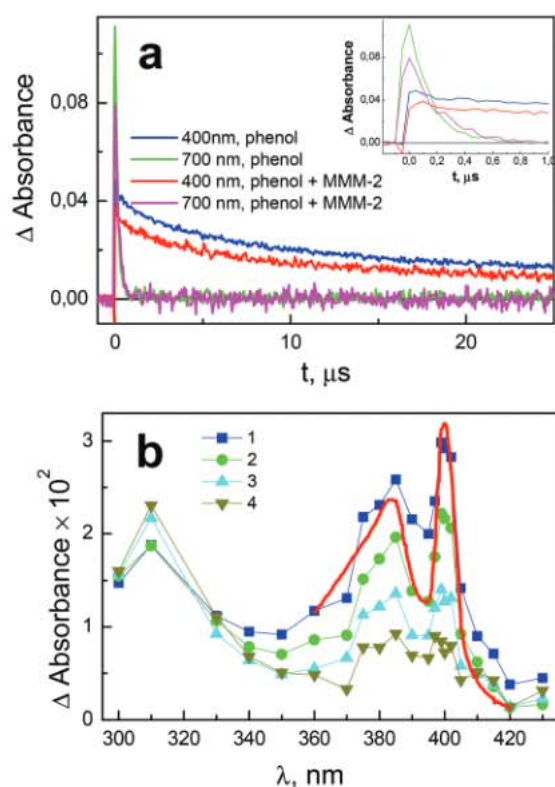 a
Δ Absorbance
0,08
0,04
0,00
0
10
20
t, μs
400nm, phenol
700 nm, phenol
400 nm, phenol + MMM-2
700 nm, phenol + MMM-2
Δ Absorbance
0,08
0,04
0,00
0,0
0,2
0,4
0,6
0,8
1,0
t, μs
b
Δ Absorbance × 10²
3
2
1
0
1
2
3
4
300
320
340
360
380
400
420
λ, nm